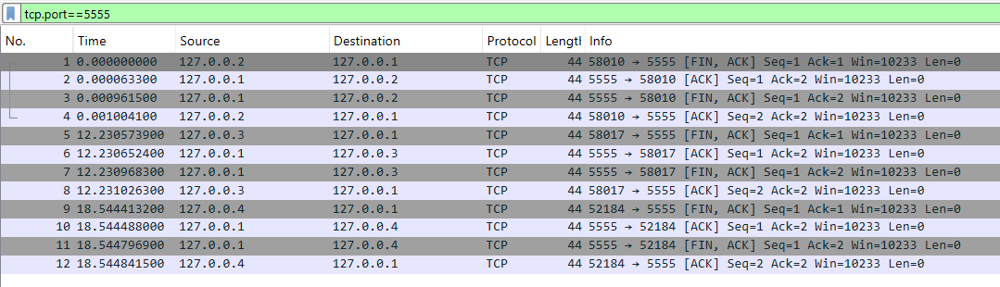 tcp.port==5555
No. Time Source Destination Protocol Lengtl Info
1 0.000000000 127.0.0.2 127.0.0.1 TCP 44 58010 → 5555 [FIN, ACK] Seq=1 Ack=1 Win=10233 Len=0
2 0.000063300 127.0.0.1 127.0.0.2 TCP 44 5555 → 58010 [ACK] Seq=1 Ack=2 Win=10233 Len=0
3 0.000961500 127.0.0.1 127.0.0.2 TCP 44 5555 → 58010 [FIN, ACK] Seq=1 Ack=2 Win=10233 Len=0
4 0.001004100 127.0.0.2 127.0.0.1 TCP 44 58010 → 5555 [ACK] Seq=2 Ack=2 Win=10233 Len=0
5 12.230573900 127.0.0.3 127.0.0.1 TCP 44 58017 → 5555 [FIN, ACK] Seq=1 Ack=1 Win=10233 Len=0
6 12.230652400 127.0.0.1 127.0.0.3 TCP 44 5555 → 58017 [ACK] Seq=1 Ack=2 Win=10233 Len=0
7 12.230968300 127.0.0.1 127.0.0.3 TCP 44 5555 → 58017 [FIN, ACK] Seq=1 Ack=2 Win=10233 Len=0
8 12.231026300 127.0.0.3 127.0.0.1 TCP 44 58017 → 5555 [ACK] Seq=2 Ack=2 Win=10233 Len=0
9 18.544413200 127.0.0.4 127.0.0.1 TCP 44 52184 → 5555 [FIN, ACK] Seq=1 Ack=1 Win=10233 Len=0
10 18.544488000 127.0.0.1 127.0.0.4 TCP 44 5555 → 52184 [ACK] Seq=1 Ack=2 Win=10233 Len=0
11 18.544796900 127.0.0.1 127.0.0.4 TCP 44 5555 → 52184 [FIN, ACK] Seq=1 Ack=2 Win=10233 Len=0
12 18.544841500 127.0.0.4 127.0.0.1 TCP 44 52184 → 5555 [ACK] Seq=2 Ack=2 Win=10233 Len=0